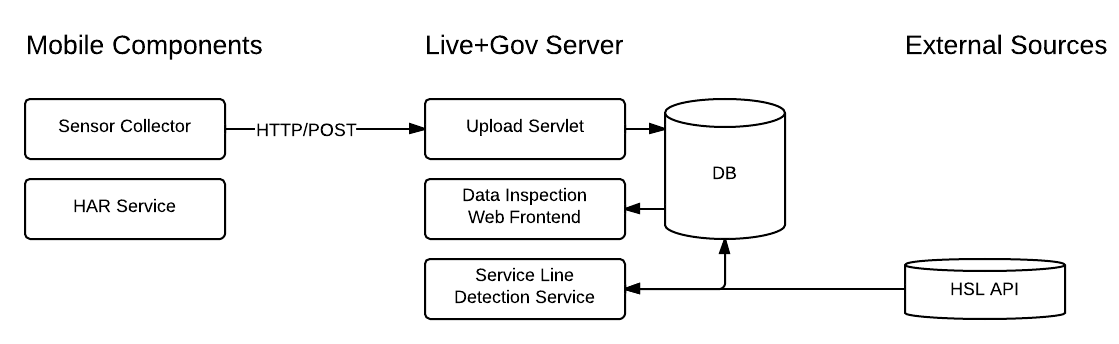 Mobile Components
Live+Gov Server
External Sources
Sensor Collector
HTTP/POST
Upload Servlet
DB
HAR Service
Data Inspection
Web Frontend
Service Line
Detection Service
HSL API